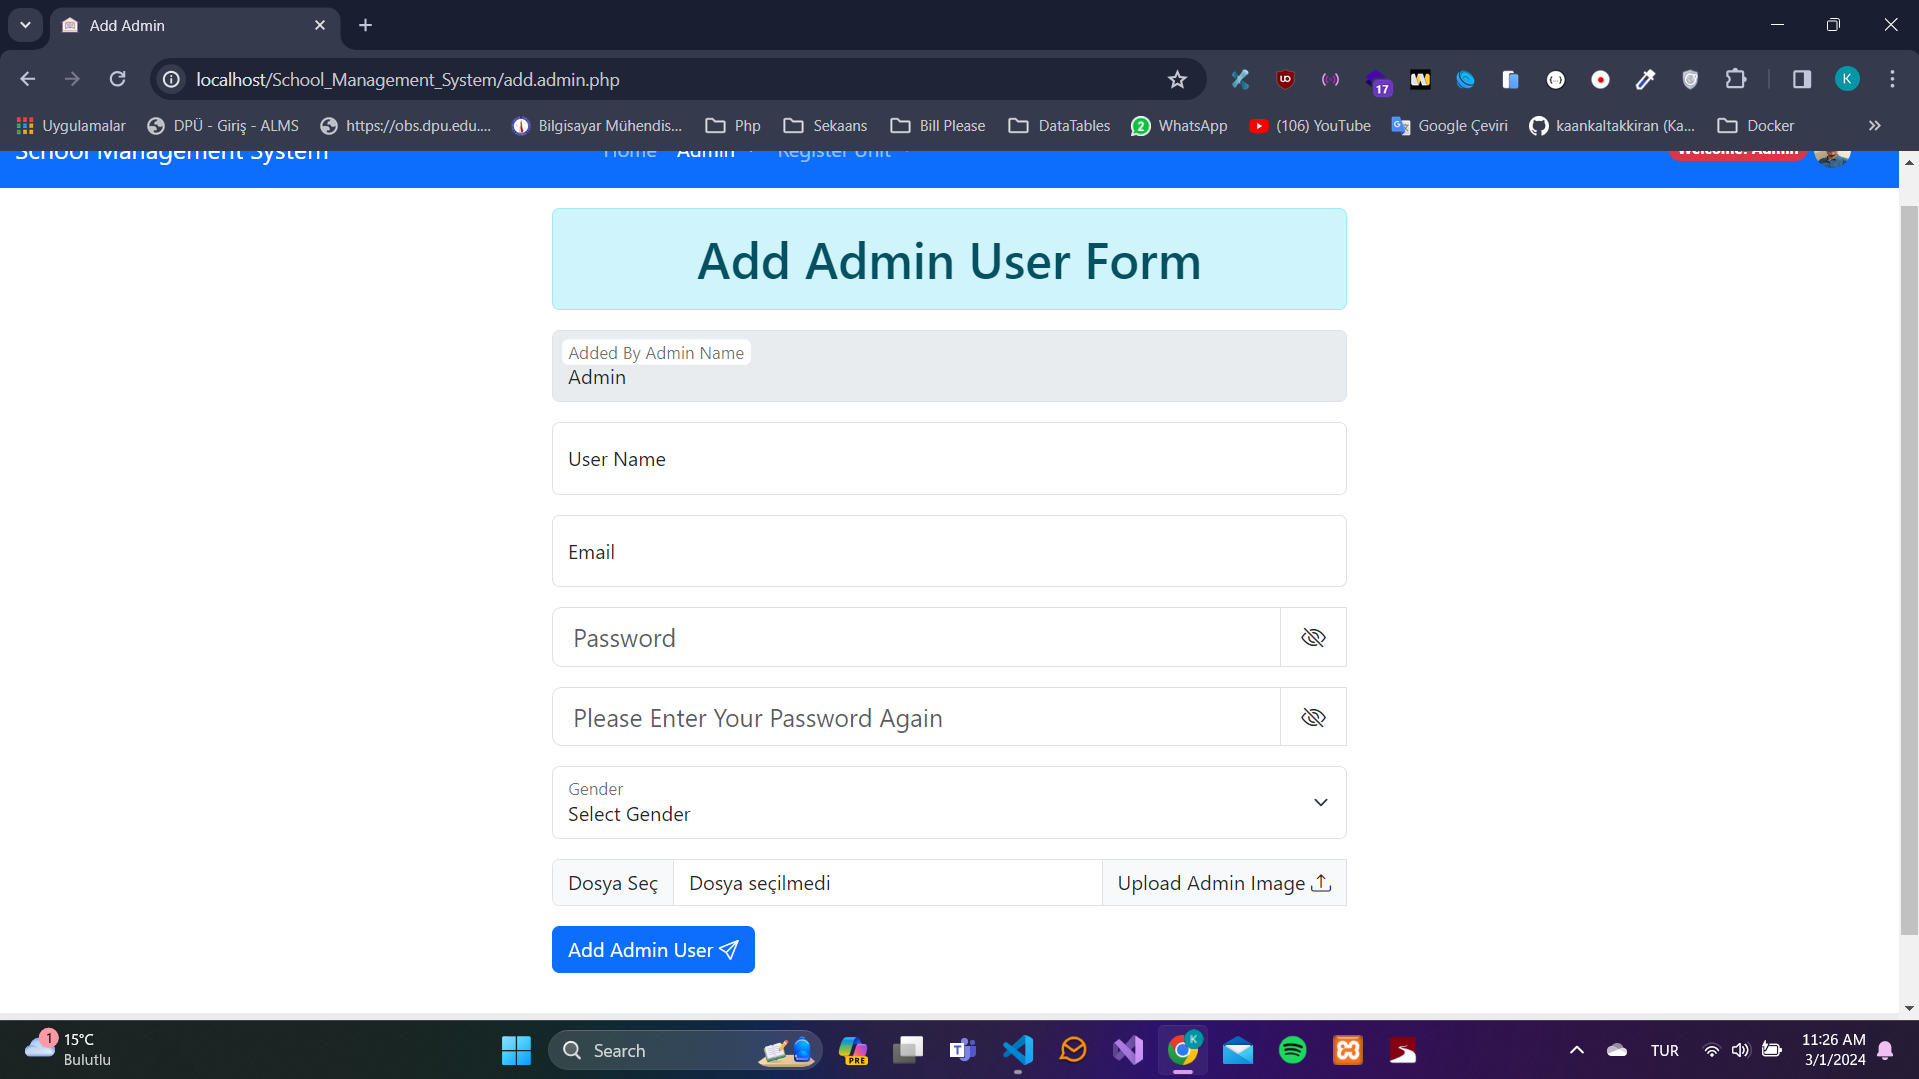 Add Admin
localhost/School_Management_System/add.admin.php
17
K
Uygulamalar DPÜ - Giriş - ALMS https://obs.dpu.edu.... Bilgisayar Mühendis... Php Sekaans Bill Please DataTables 2 WhatsApp (106) YouTube Google Çeviri kaankaltakkiran (Ka... Docker
School Management System Home Admin Register Unit Welcome: Admin
Add Admin User Form
Added By Admin Name
Admin
User Name
Email
Password
Please Enter Your Password Again
Gender
Select Gender
Dosya Seç Dosya seçilmedi Upload Admin Image
Add Admin User
1 15°C
Bulutlu
Search
PRE
K
TUR
11:26 AM
3/1/2024